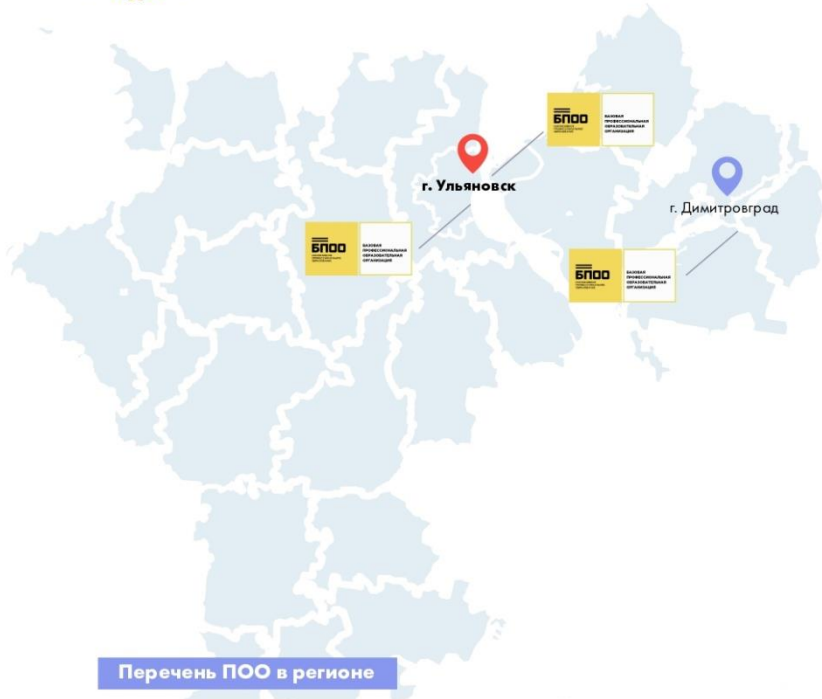 БПОО
БАЗОВАЯ
ПРОФЕССИОНАЛЬНАЯ
ОБРАЗОВАТЕЛЬНАЯ
ОРГАНИЗАЦИЯ
г. Ульяновск
г. Димитровград
БПОО
БАЗОВАЯ
ПРОФЕССИОНАЛЬНАЯ
ОБРАЗОВАТЕЛЬНАЯ
ОРГАНИЗАЦИЯ
БПОО
БАЗОВАЯ
ПРОФЕССИОНАЛЬНАЯ
ОБРАЗОВАТЕЛЬНАЯ
ОРГАНИЗАЦИЯ
Перечень ПОО в регионе